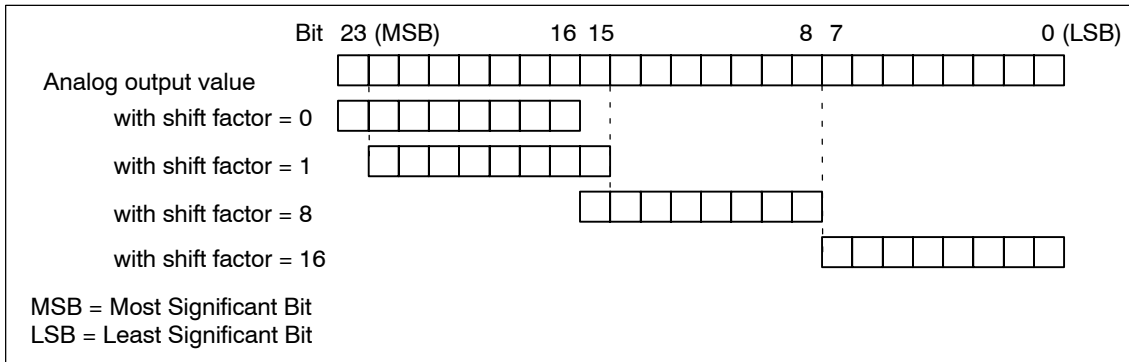 Bit 23 (MSB) 16 15 8 7 0 (LSB)
Analog output value
with shift factor = 0
with shift factor = 1
with shift factor = 8
with shift factor = 16
MSB = Most Significant Bit
LSB = Least Significant Bit